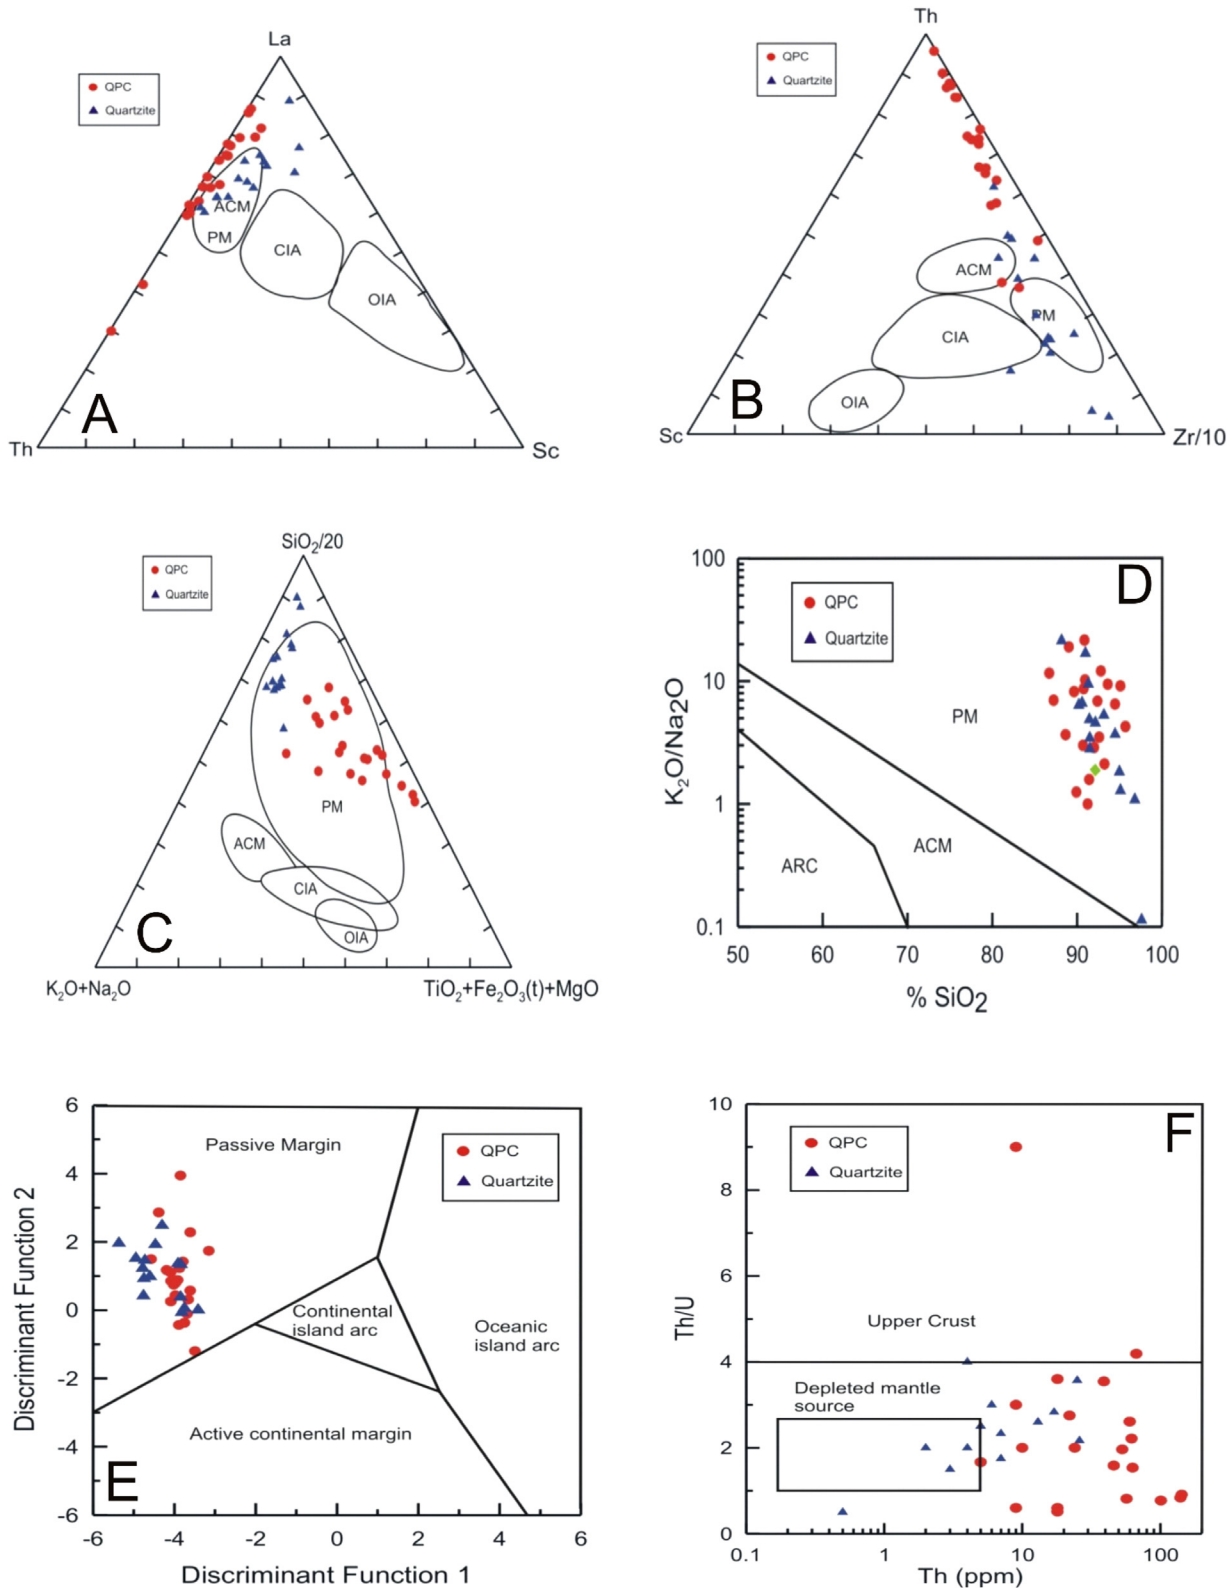 La
QPC
Quartzite
ACM
PM
CIA
OIA
A
Th
Sc
Th
QPC
Quartzite
ACM
PM
CIA
OIA
B
Sc
Zr/10
SiO2/20
QPC
Quartzite
PM
ACM
CIA
OIA
C
K2O+Na2O
TiO2+Fe2O3(t)+MgO
100
D
QPC
Quartzite
10
PM
K2O/Na2O
1
ACM
ARC
0.1
50
60
70
80
90
100
% SiO2
6
Passive Margin
QPC
Quartzite
4
2
Discriminant Function 2
0
Continental
island arc
Oceanic
island arc
-2
Active continental margin
-4
E
-6
-6
-4
-2
0
2
4
6
Discriminant Function 1
10
F
QPC
Quartzite
8
6
Th/U
Upper Crust
4
Depleted mantle
source
2
0
0.1
1
10
100
Th (ppm)